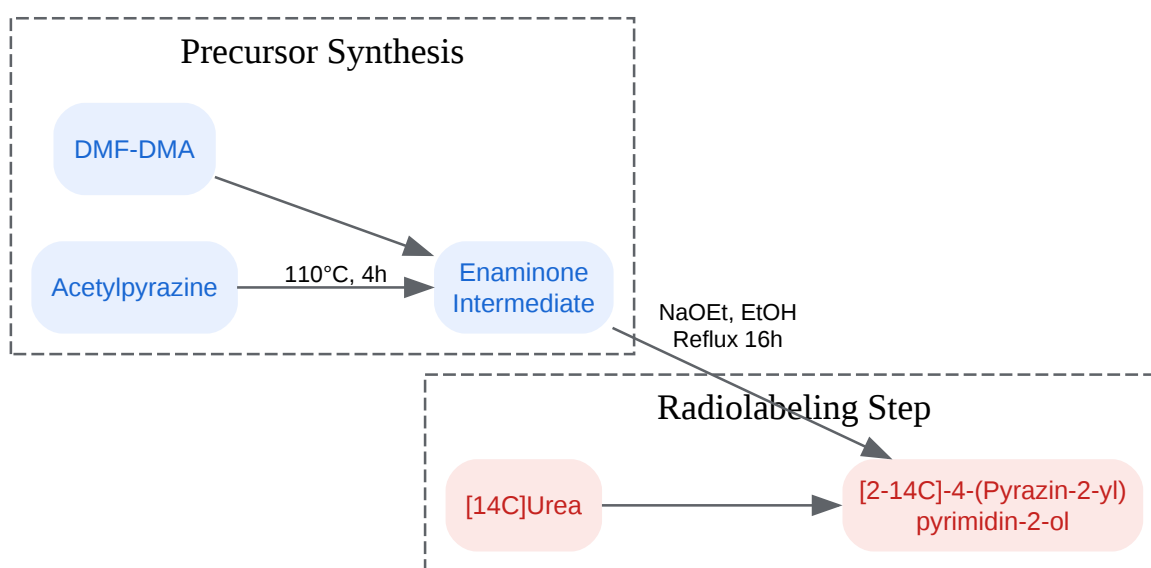 Precursor Synthesis
DMF-DMA
Acetylpyrazine
110°C, 4h
Enaminone
Intermediate
NaOEt, EtOH
Reflux 16h
Radiolabeling Step
[14C]Urea
[2-14C]-4-(Pyrazin-2-yl)
pyrimidin-2-ol